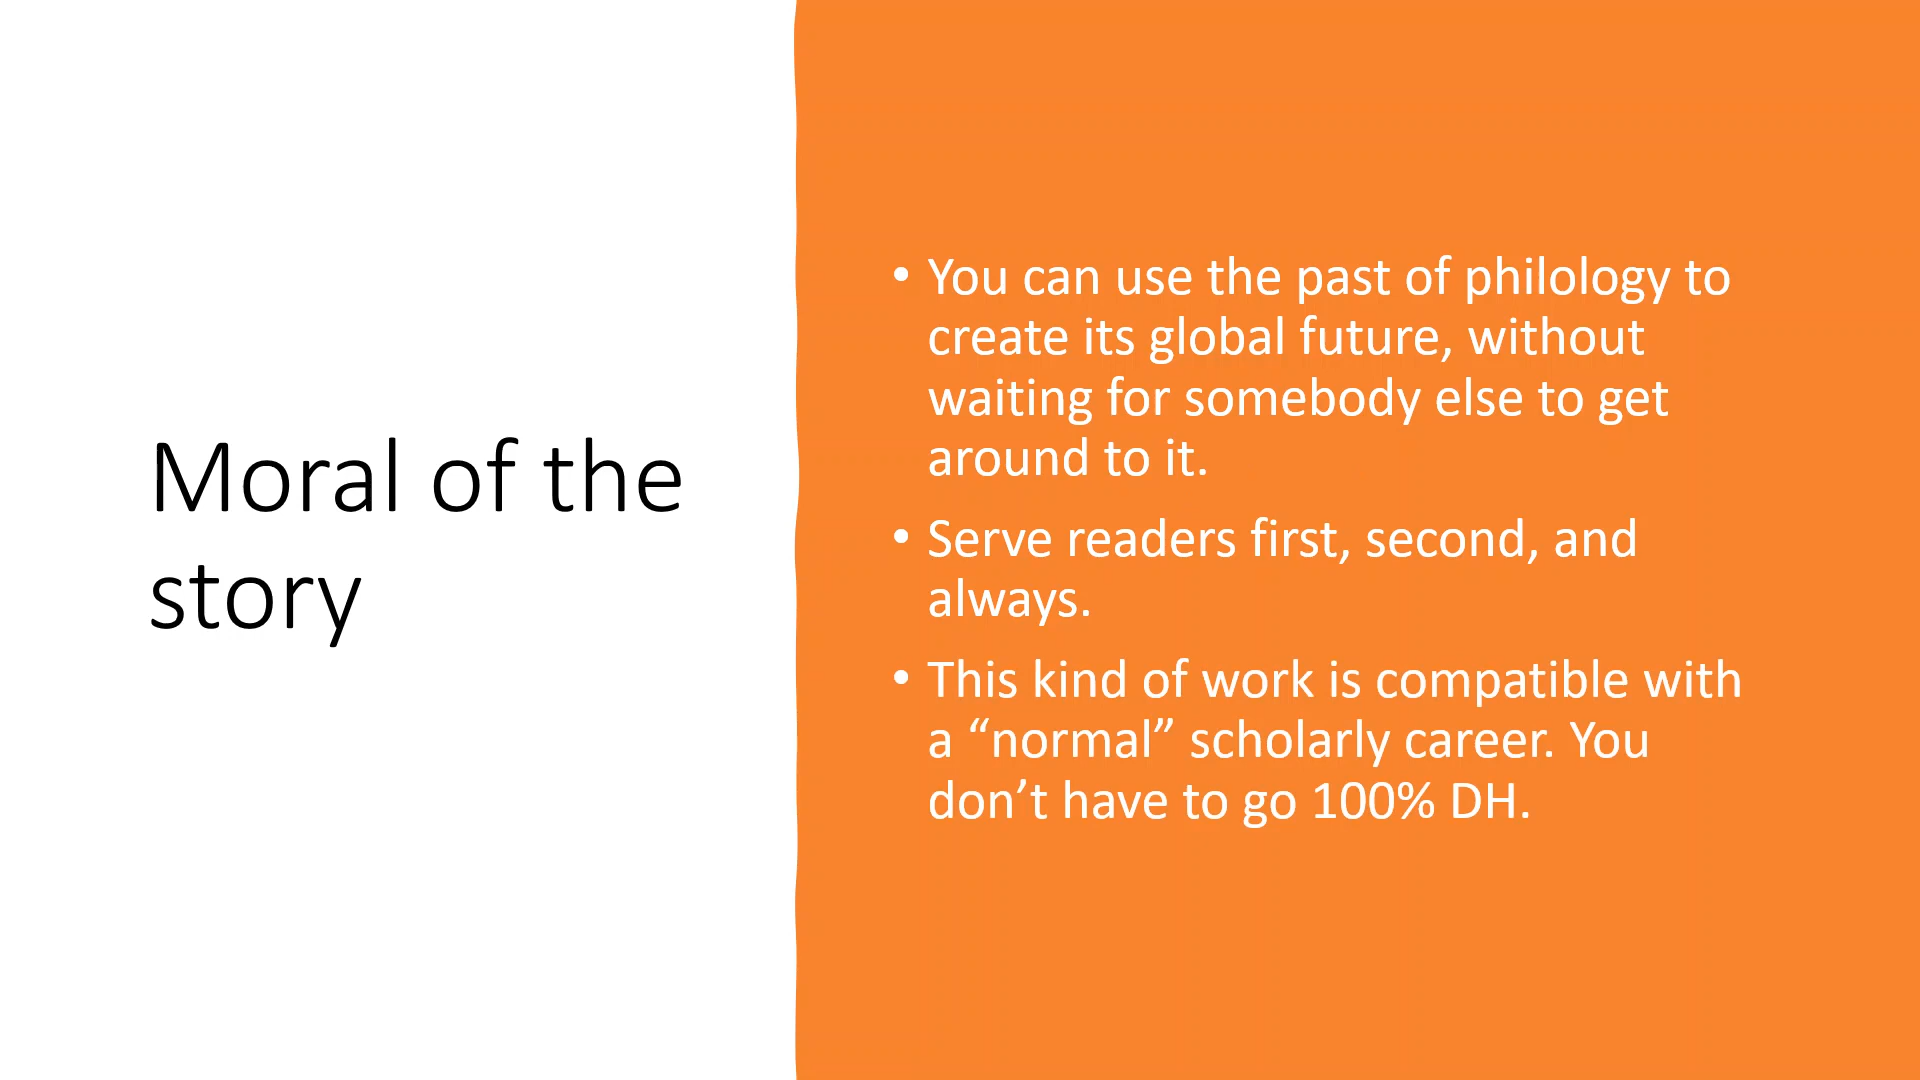 Moral of the
story
• You can use the past of philology to
create its global future, without
waiting for somebody else to get
around to it.
• Serve readers first, second, and
always.
• This kind of work is compatible with
a “normal” scholarly career. You
don’t have to go 100% DH.